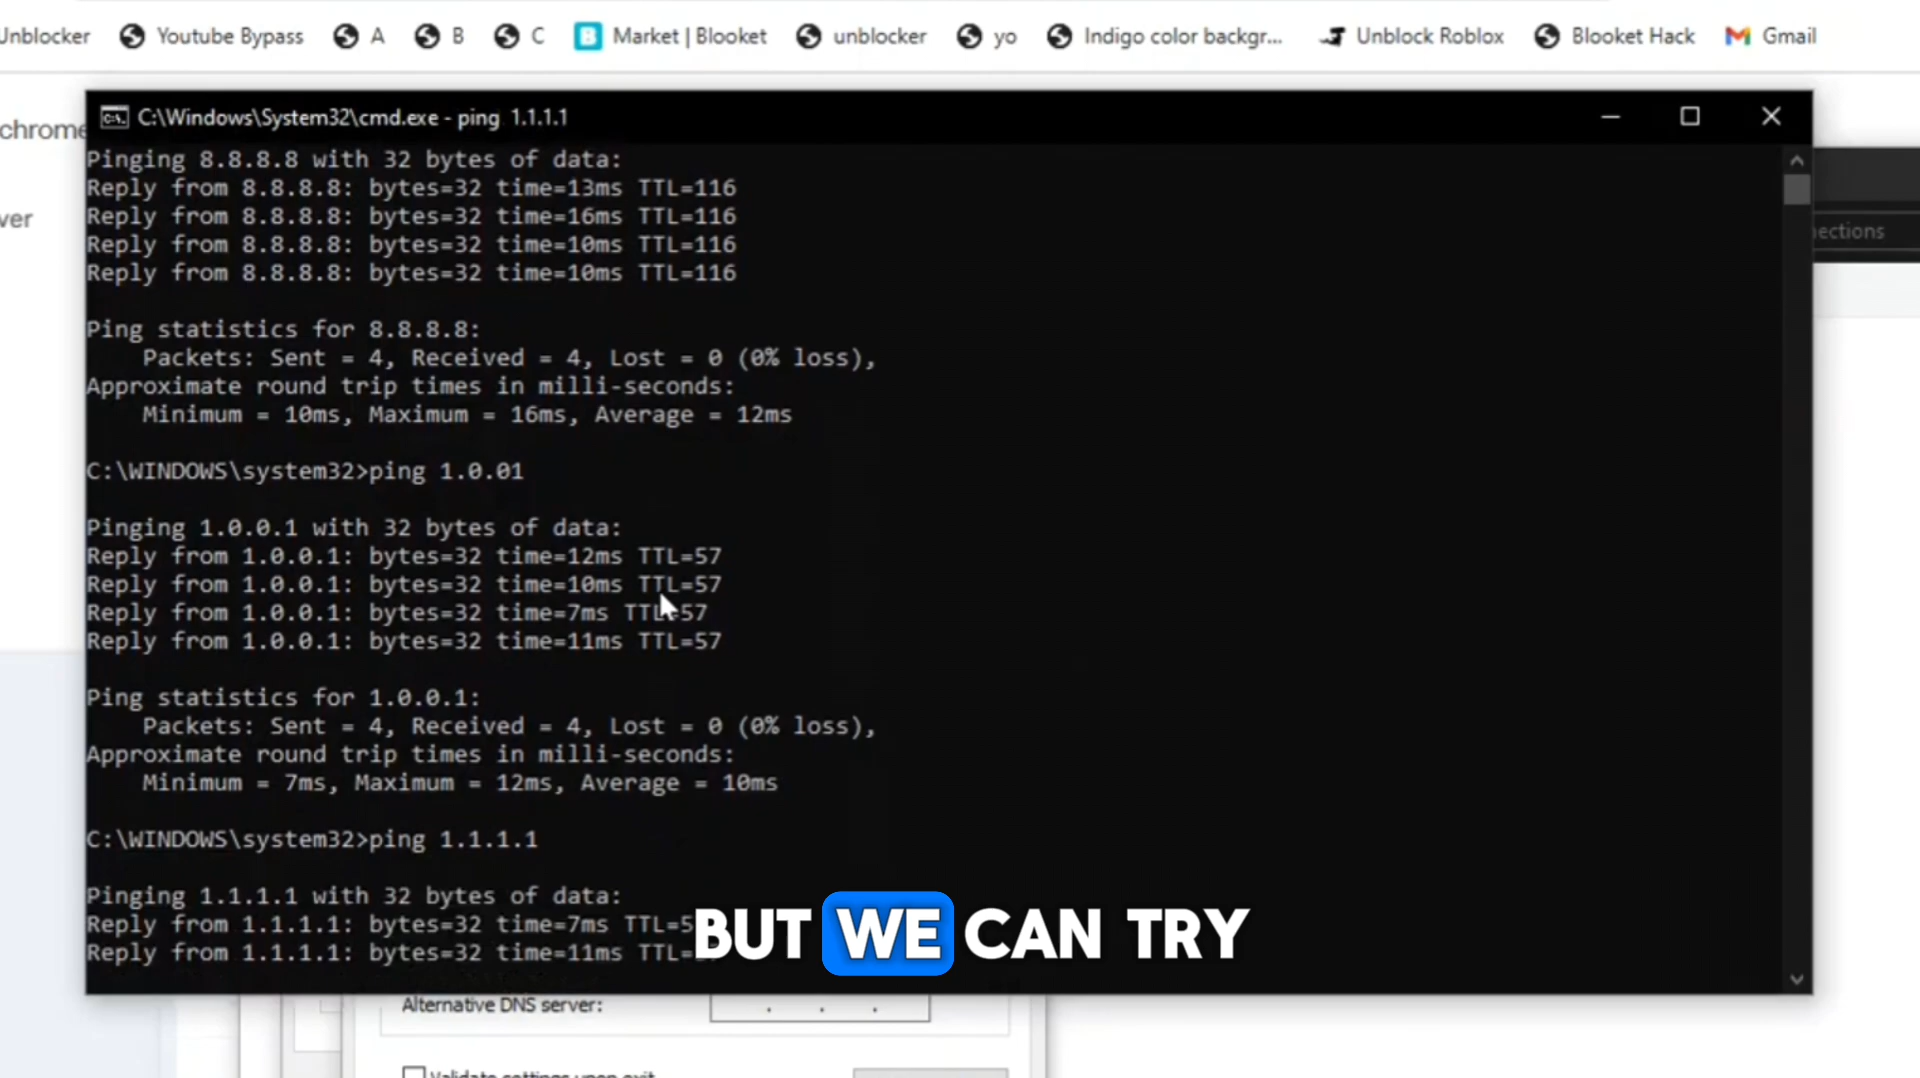 Unblocker Youtube Bypass A B C Market | Blooket unblocker yo Indigo color backgr... Unblock Roblox Blooket Hack Gmail
C:\Windows\System32\cmd.exe - ping 1.1.1.1
chrome
Pinging 8.8.8.8 with 32 bytes of data:
Reply from 8.8.8.8: bytes=32 time=13ms TTL=116
Reply from 8.8.8.8: bytes=32 time=16ms TTL=116
ver
Reply from 8.8.8.8: bytes=32 time=10ms TTL=116
ections
Reply from 8.8.8.8: bytes=32 time=10ms TTL=116
Ping statistics for 8.8.8.8:
Packets: Sent = 4, Received = 4, Lost = 0 (0% loss),
Approximate round trip times in milli-seconds:
Minimum = 10ms, Maximum = 16ms, Average = 12ms
C:\WINDOWS\system32>ping 1.0.01
Pinging 1.0.0.1 with 32 bytes of data:
Reply from 1.0.0.1: bytes=32 time=12ms TTL=57
Reply from 1.0.0.1: bytes=32 time=10ms TTL=57
Reply from 1.0.0.1: bytes=32 time=7ms TTL=57
Reply from 1.0.0.1: bytes=32 time=11ms TTL=57
Ping statistics for 1.0.0.1:
Packets: Sent = 4, Received = 4, Lost = 0 (0% loss),
Approximate round trip times in milli-seconds:
Minimum = 7ms, Maximum = 12ms, Average = 10ms
C:\WINDOWS\system32>ping 1.1.1.1
Pinging 1.1.1.1 with 32 bytes of data:
Reply from 1.1.1.1: bytes=32 time=7ms TTL=5
Reply from 1.1.1.1: bytes=32 time=11ms TTL=
BUT WE CAN TRY
Alternative DNS server:
Validate settings upon exit